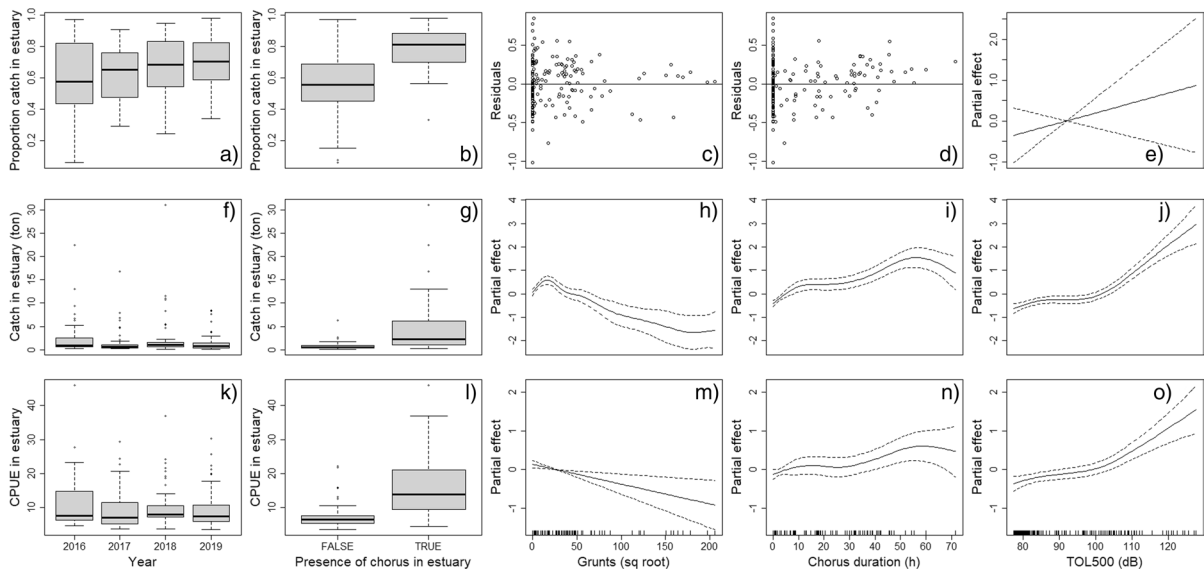 Proportion catch in estuary
1.0
0.8
0.6
0.4
0.2
a)
Proportion catch in estuary
1.0
0.8
0.6
0.4
0.2
b)
Residuals
0.5
0.0
-0.5
-1.0
c)
Residuals
0.5
0.0
-0.5
-1.0
d)
Partial effect
2.0
1.0
0.0
-1.0
e)
Catch in estuary (ton)
30
25
20
15
10
5
0
f)
Catch in estuary (ton)
30
25
20
15
10
5
0
g)
Partial effect
4
3
2
1
0
-1
-2
h)
Partial effect
4
3
2
1
0
-1
-2
i)
Partial effect
4
3
2
1
0
-1
-2
j)
CPUE in estuary
40
30
20
10
k)
2016 2017 2018 2019
Year
CPUE in estuary
40
30
20
10
l)
FALSE TRUE
Presence of chorus in estuary
Partial effect
2
1
0
-1
m)
0 50 100 150 200
Grunts (sq root)
Partial effect
2
1
0
-1
n)
0 10 20 30 40 50 60 70
Chorus duration (h)
Partial effect
2
1
0
-1
o)
80 90 100 110 120
TOL500 (dB)